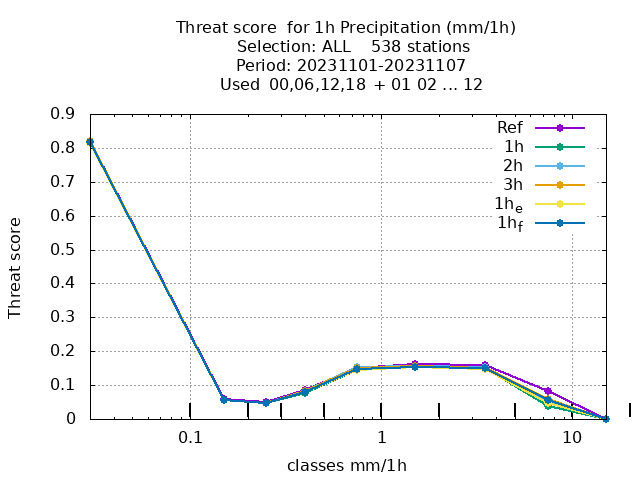 Threat score  for 1h Precipitation (mm/1h)
Selection: ALL    538 stations
Period: 20231101-20231107
Used  00,06,12,18  + 01 02 ... 12
Threat score
0.9
0.8
0.7
0.6
0.5
0.4
0.3
0.2
0.1
0
Ref
1h
2h
3h
1h_e
1h_f
0.1 1 10
classes mm/1h